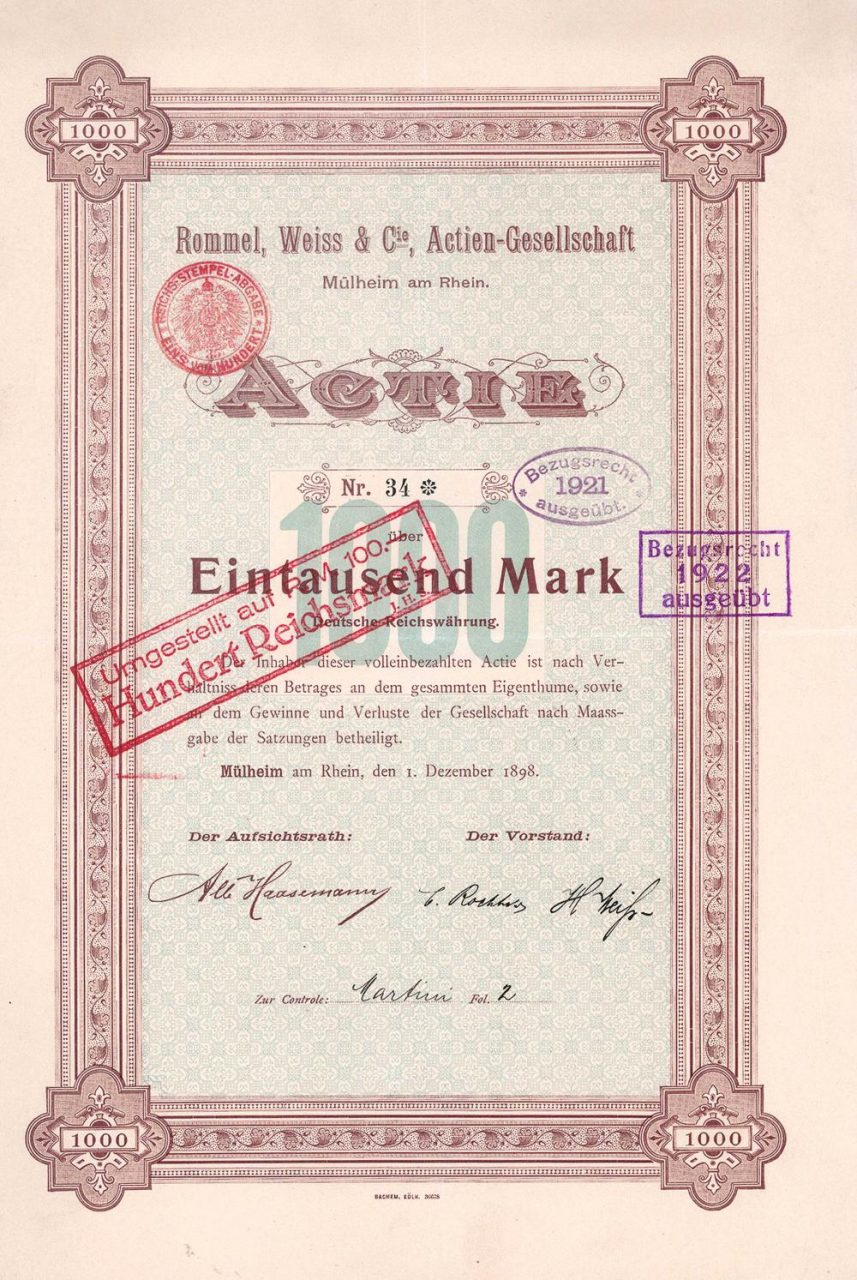 1000
1000
Rommel, Weiss & Cie, Actien-Gesellschaft
Mülheim am Rhein.
REICHS-STEMPEL-ABGABE
EINS VOM HUNDERT
ACTIE
Nr. 34
Bezugsrecht
1921
ausgeübt.
1000
über
Bezugsrecht
1922
ausgeübt
Eintausend Mark
Deutsche Reichswährung.
Umgestellt auf M 100.-
Hundert Reichsmark
Der Inhaber dieser volleinbezahlten Actie ist nach Ver-
hältniss deren Betrages an dem gesammten Eigenthume, sowie
an dem Gewinne und Verluste der Gesellschaft nach Maass-
gabe der Satzungen betheiligt.
Mülheim am Rhein, den 1. Dezember 1898.
Der Aufsichtsrath: Der Vorstand:
Haasemann H Weiß
Zur Controle: Martini Fol. 2
1000
1000
BACHEM, KÖLN.